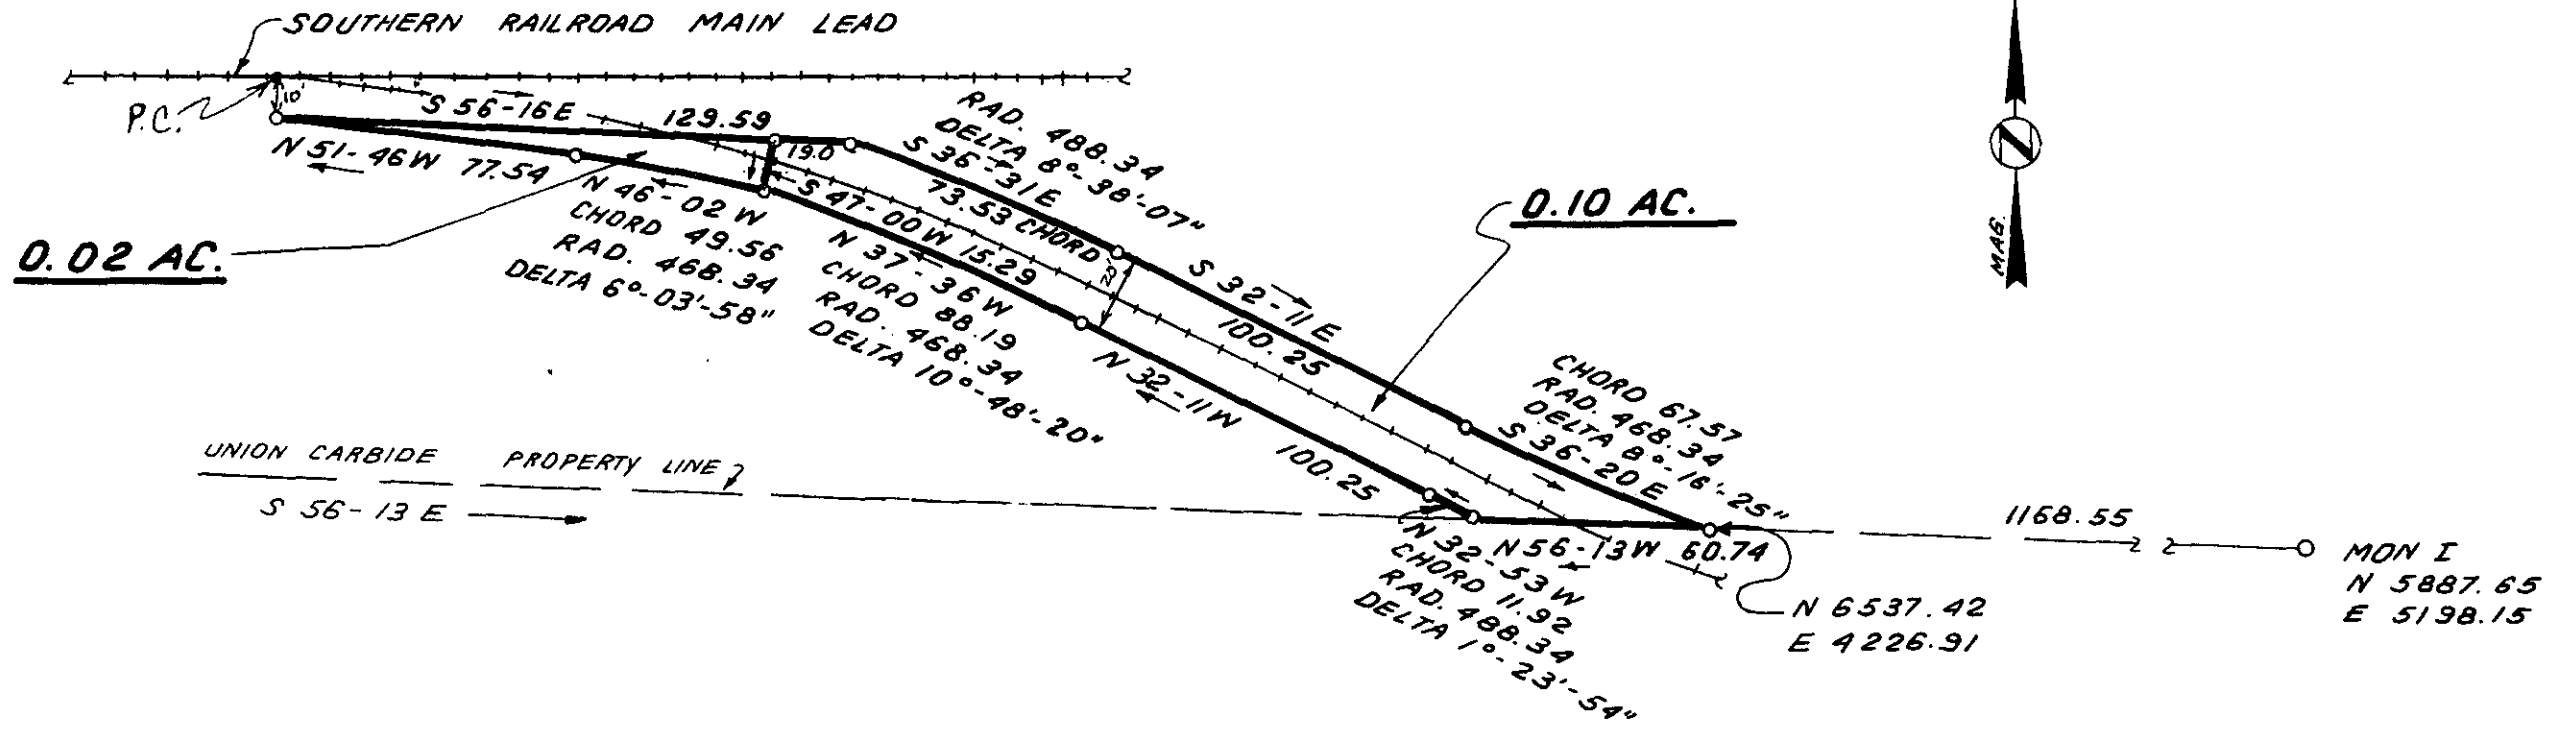 SOUTHERN RAILROAD MAIN LEAD
P.C.
10'
S 56-16 E
129.59
N 51-46 W 77.54
19.0
RAD. 488.34
DELTA 8°-38'-07"
S 36-31 E
73.53 CHORD
S 47-00 W 15.29
0.02 AC.
N 46-02 W
CHORD 49.56
RAD. 468.34
DELTA 6°-03'-58"
N 37-36 W
CHORD 88.19
RAD. 468.34
DELTA 10°-48'-20"
20'
0.10 AC.
MAG.
N
S 32-11 E
100.25
N 32-11 W
100.25
CHORD 67.57
RAD. 468.34
DELTA 8°-16'-25"
S 36-20 E
UNION CARBIDE PROPERTY LINE
S 56-13 E
N 56-13 W 60.74
N 32-53 W
CHORD 11.92
RAD. 488.34
DELTA 1°-23'-54"
1168.55
N 6537.42
E 4226.91
MON I
N 5887.65
E 5198.15